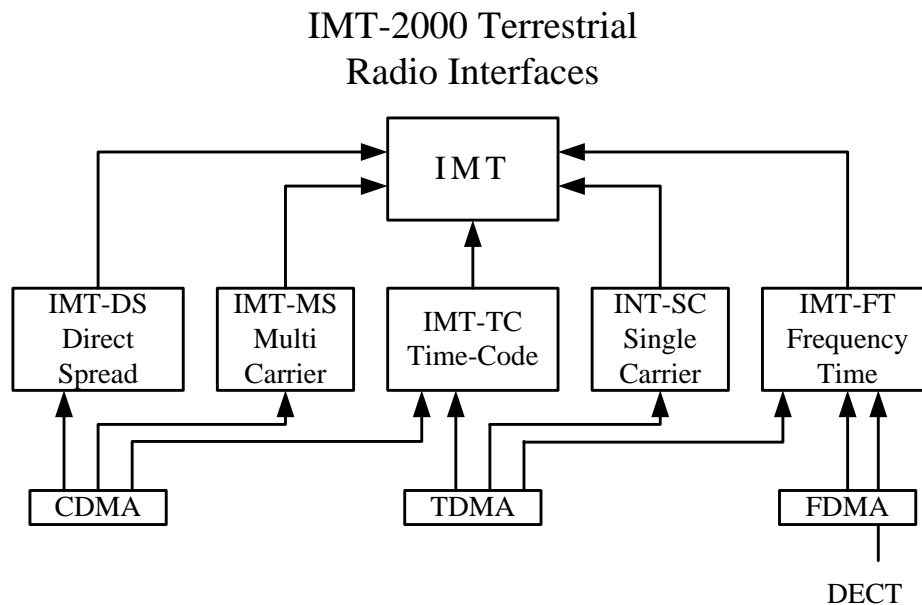 IMT-2000 Terrestrial
Radio Interfaces
IMT
IMT-DS
Direct
Spread
IMT-MS
Multi
Carrier
IMT-TC
Time-Code
INT-SC
Single
Carrier
IMT-FT
Frequency
Time
CDMA
TDMA
FDMA
DECT